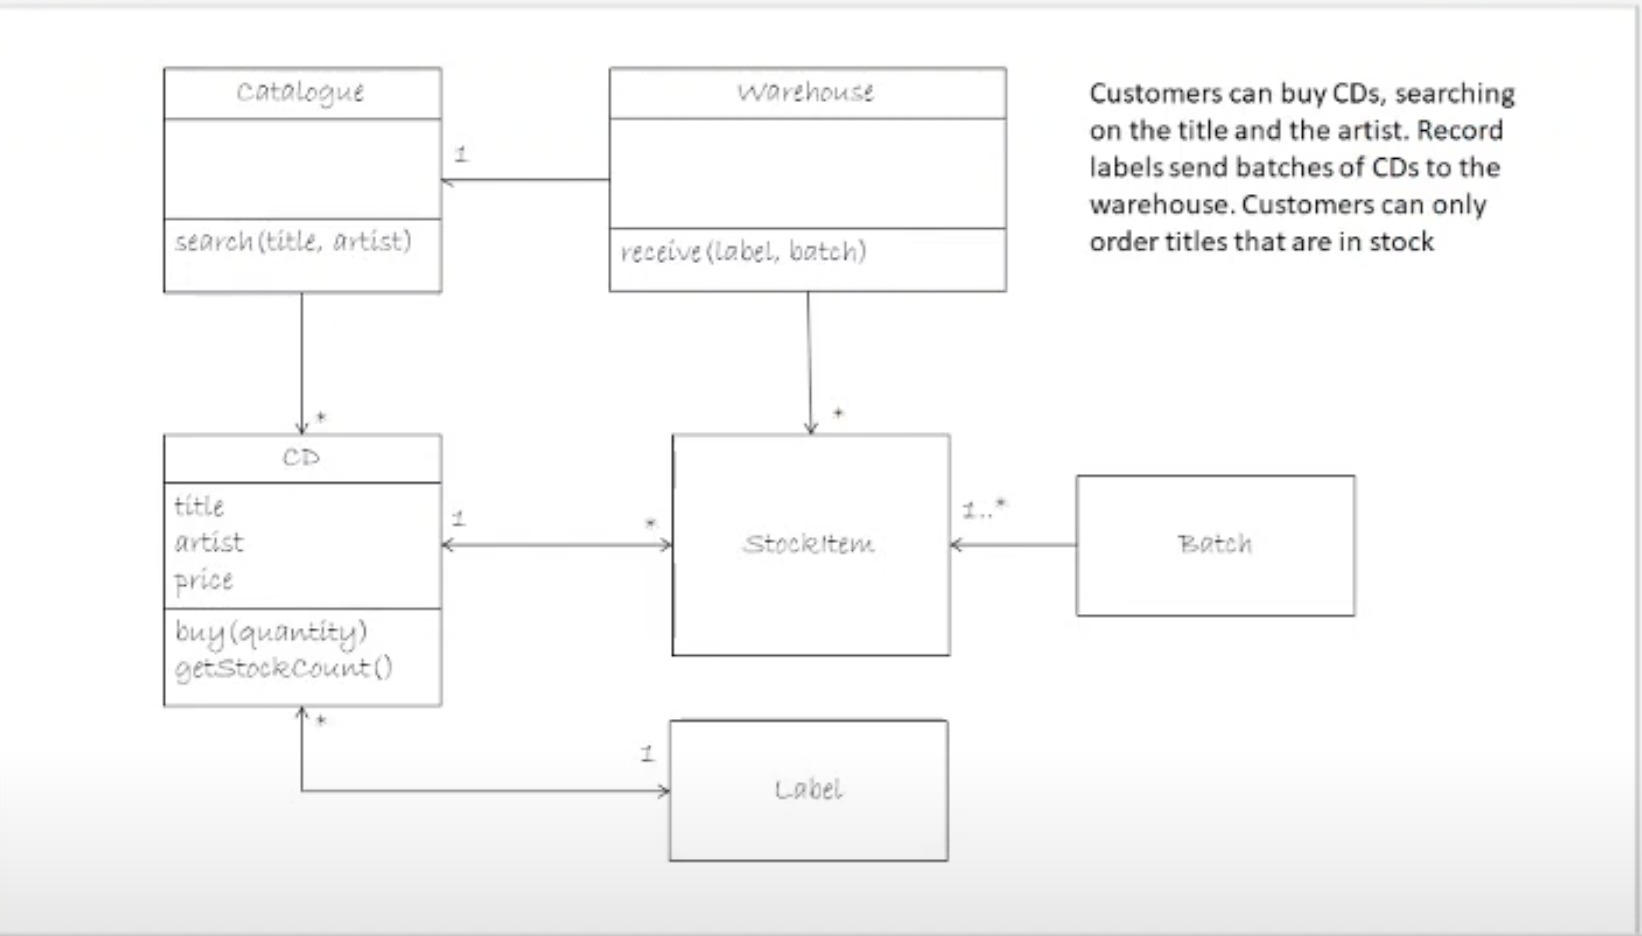 Catalogue
search(title, artist)
1
Warehouse
receive(label, batch)
Customers can buy CDs, searching
on the title and the artist. Record
labels send batches of CDs to the
warehouse. Customers can only
order titles that are in stock
*
*
CD
title
artist
price
buy(quantity)
getStockCount()
1
*
StockItem
1..*
Batch
*
1
Label